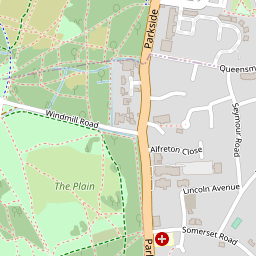 Parkside
Queensm
Windmill Road
Seymour Road
Alfreton Close
The Plain
Lincoln Avenue
Somerset Road
Par